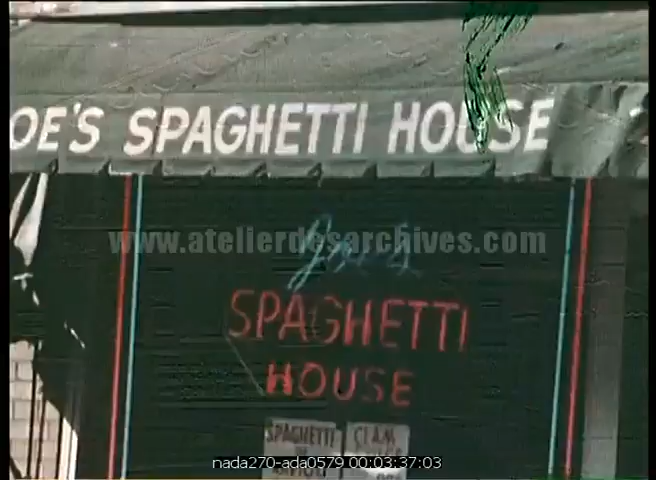 OE'S SPAGHETTI HOUSE
www.atelierdesarchives.com
Joe's
SPAGHETTI
HOUSE
SPAGHETTI CLAM
nada270-ada0579 00:03:37:03